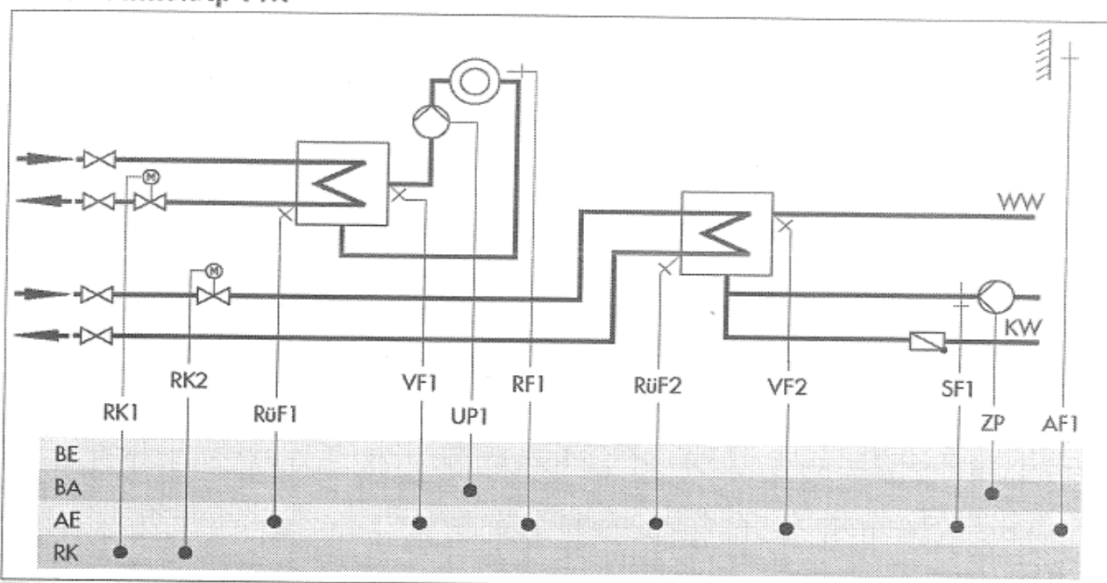 M
WW
M
KW
RK2 VF1 RF1 RüF2 VF2 SF1
RK1 RüF1 UP1 ZP AF1
BE
BA
AE
RK